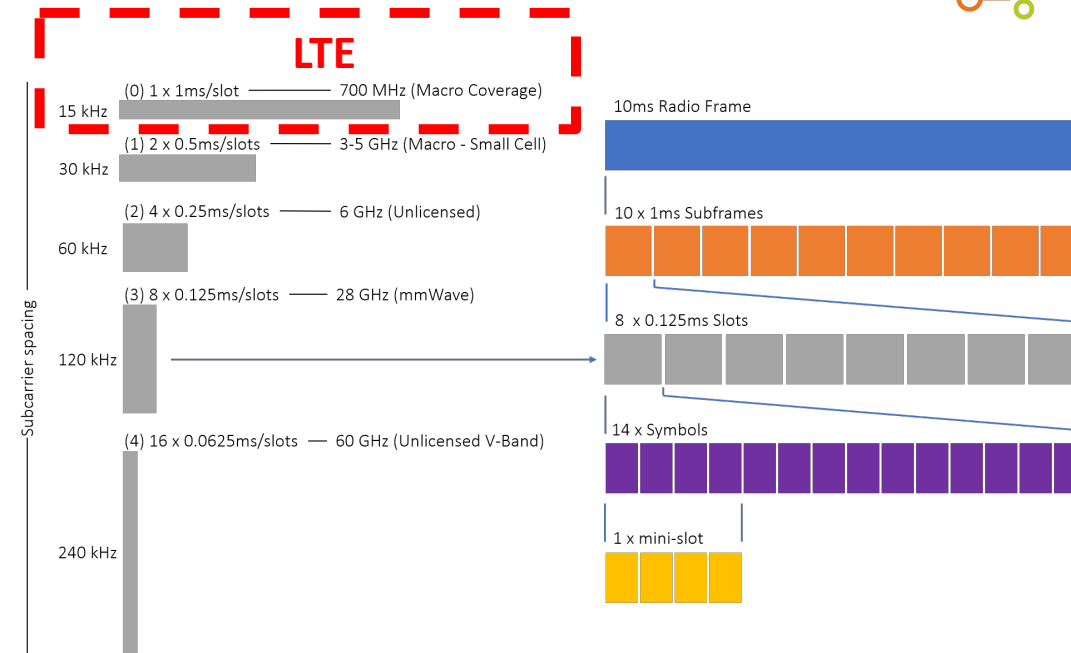 LTE
(0) 1 x 1ms/slot 700 MHz (Macro Coverage)
15 kHz
(1) 2 x 0.5ms/slots 3-5 GHz (Macro - Small Cell)
30 kHz
(2) 4 x 0.25ms/slots 6 GHz (Unlicensed)
60 kHz
(3) 8 x 0.125ms/slots 28 GHz (mmWave)
120 kHz
(4) 16 x 0.0625ms/slots 60 GHz (Unlicensed V-Band)
240 kHz
Subcarrier spacing
10ms Radio Frame
10 x 1ms Subframes
8 x 0.125ms Slots
14 x Symbols
1 x mini-slot